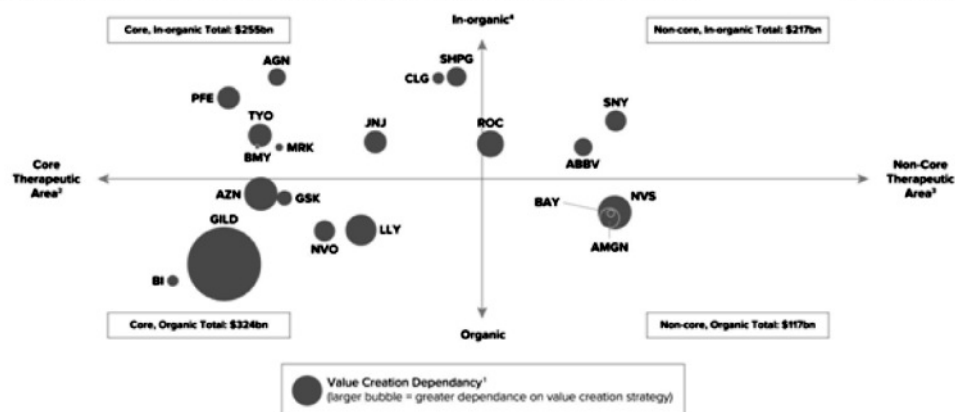 In-organic⁴
Core, In-organic Total: $255bn
Non-core, In-organic Total: $217bn
AGN
SHPG
CLG
PFE
SNY
TYO
JNJ
ROC
BMY
MRK
ABBV
Core
Therapeutic
Area²
Non-Core
Therapeutic
Area³
AZN
GSK
BAY
NVS
GILD
NVO
LLY
AMGN
BI
Core, Organic Total: $324bn
Organic
Non-core, Organic Total: $117bn
Value Creation Dependancy¹
(larger bubble = greater dependance on value creation strategy)